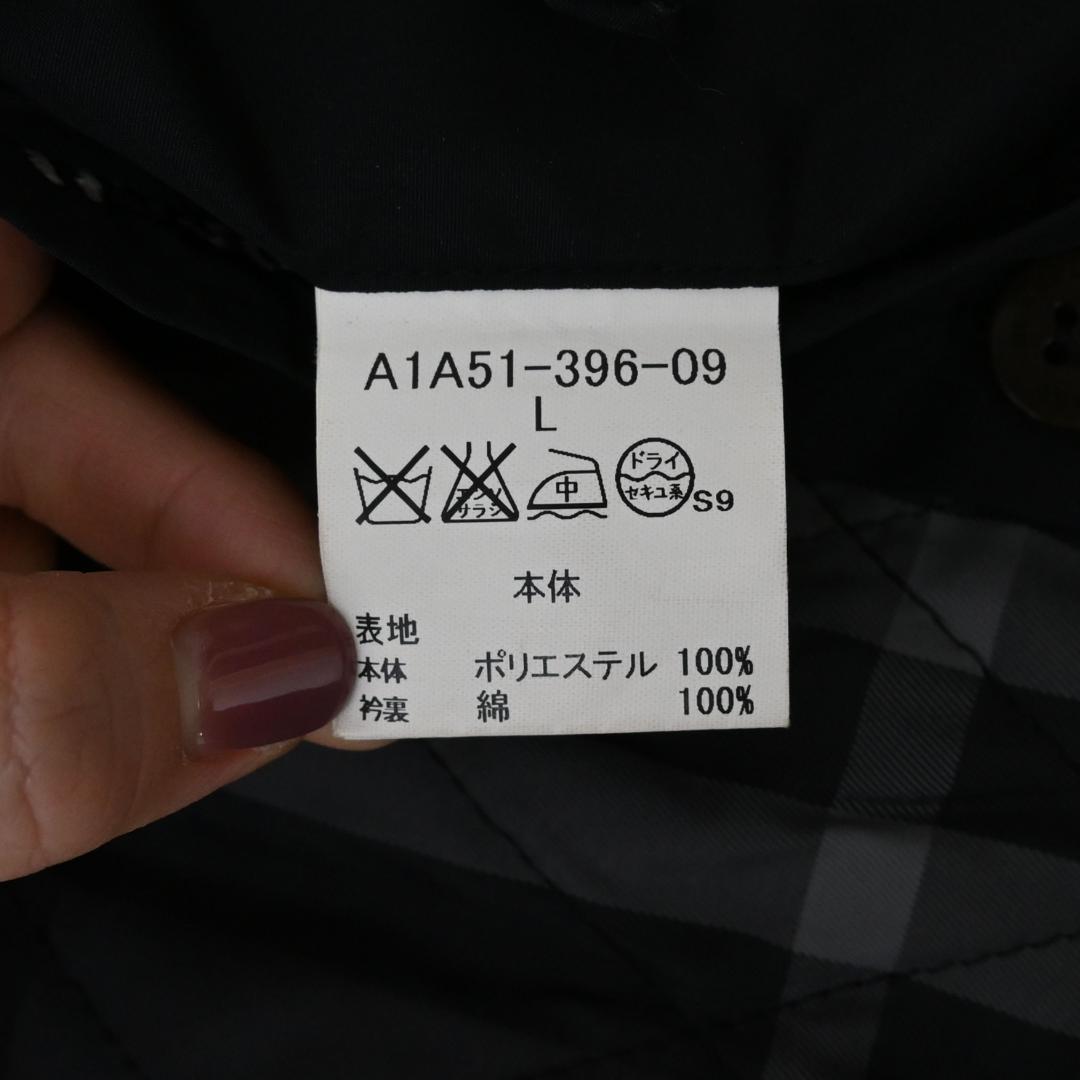 A1A51-396-09
L
エンソ
サラシ
中
ドライ
セキユ系
S9
本体
表地
本体 ポリエステル 100%
衿裏 綿 100%